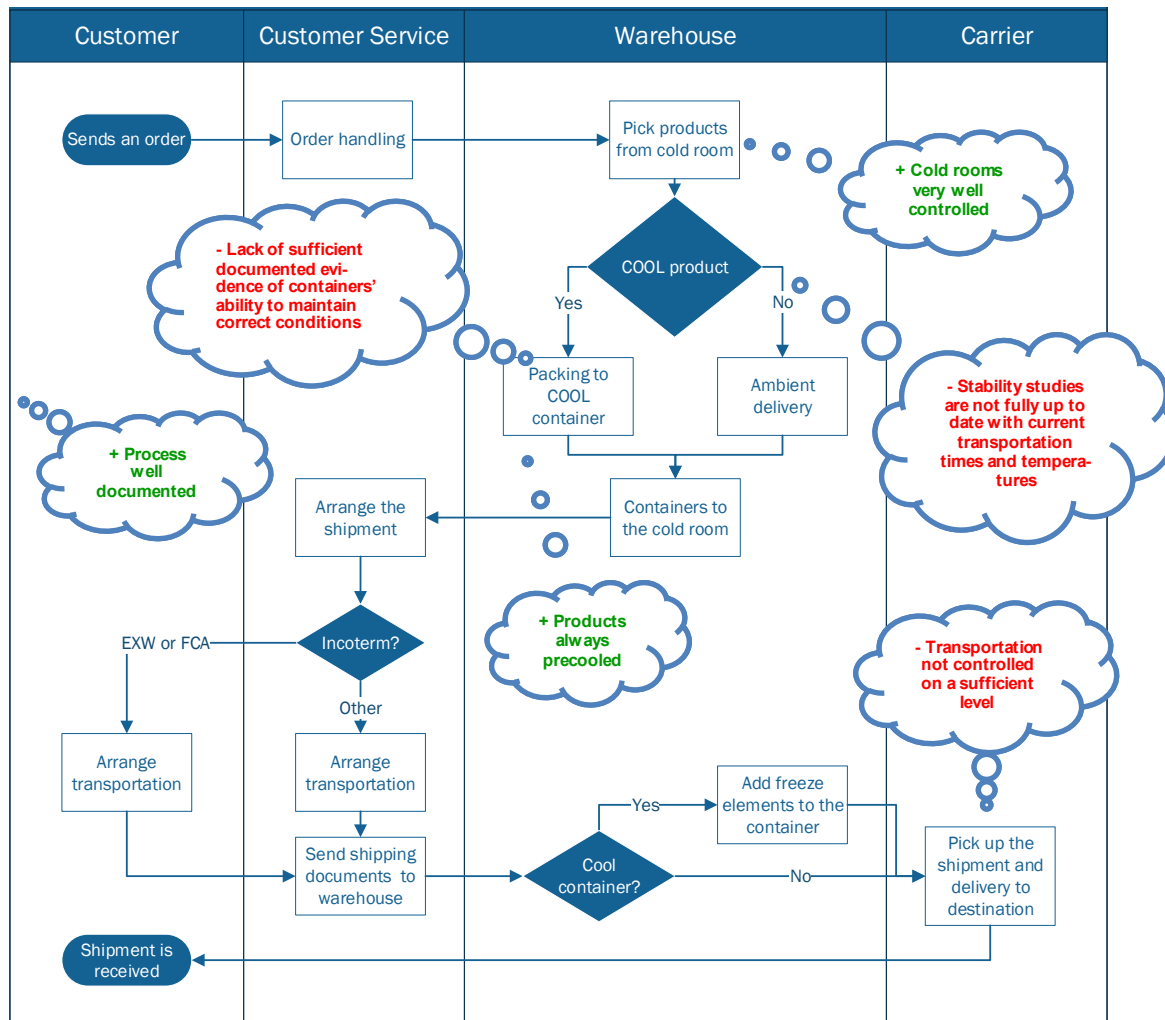 Customer
Customer Service
Warehouse
Carrier
Sends an order
Order handling
Pick products
from cold room
+ Cold rooms
very well
controlled
- Lack of sufficient
documented evi-
dence of containers’
ability to maintain
correct conditions
COOL product
Yes
No
Packing to
COOL
container
Ambient
delivery
- Stability studies
are not fully up to
date with current
transportation
times and tempera-
tures
+ Process
well
documented
Arrange the
shipment
Containers to
the cold room
+ Products
always
precooled
EXW or FCA
Incoterm?
Other
- Transportation
not controlled
on a sufficient
level
Arrange
transportation
Arrange
transportation
Yes
Add freeze
elements to the
container
Send shipping
documents to
warehouse
Cool
container?
No
Pick up the
shipment and
delivery to
destination
Shipment is
received